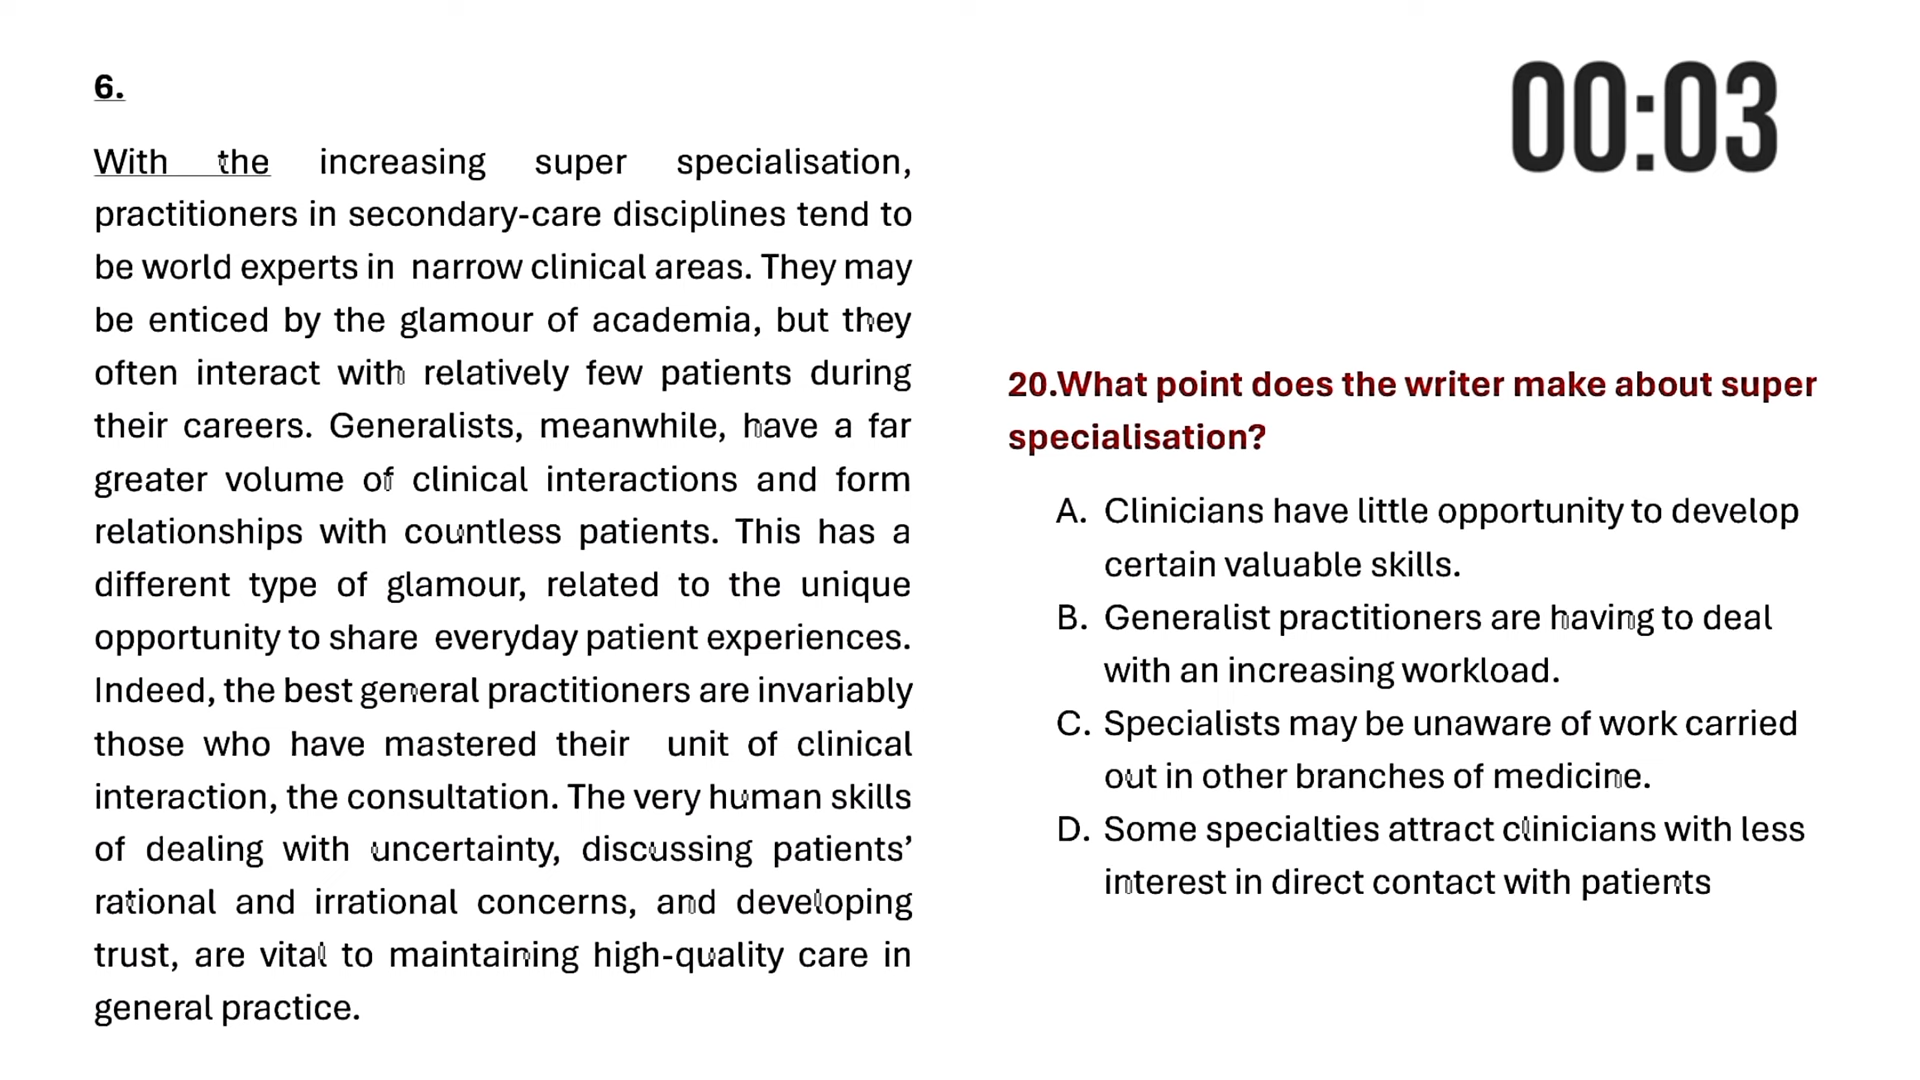 6.
00:03
With the increasing super specialisation,
practitioners in secondary-care disciplines tend to
be world experts in narrow clinical areas. They may
be enticed by the glamour of academia, but they
often interact with relatively few patients during
their careers. Generalists, meanwhile, have a far
greater volume of clinical interactions and form
relationships with countless patients. This has a
different type of glamour, related to the unique
opportunity to share everyday patient experiences.
Indeed, the best general practitioners are invariably
those who have mastered their unit of clinical
interaction, the consultation. The very human skills
of dealing with uncertainty, discussing patients’
rational and irrational concerns, and developing
trust, are vital to maintaining high-quality care in
general practice.
20.What point does the writer make about super
specialisation?
A. Clinicians have little opportunity to develop
certain valuable skills.
B. Generalist practitioners are having to deal
with an increasing workload.
C. Specialists may be unaware of work carried
out in other branches of medicine.
D. Some specialties attract clinicians with less
interest in direct contact with patients